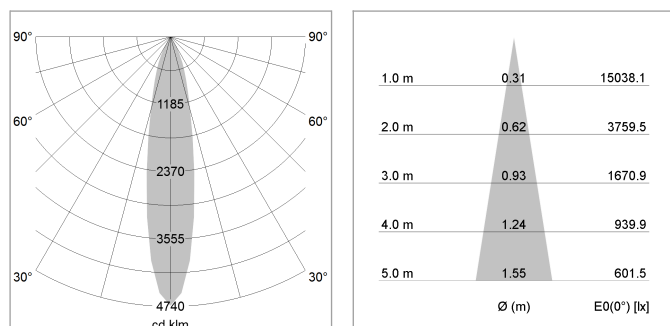 90° 90°
1185
60° 60°
2370
3555
30° 30°
4740
cd klm
1.0 m 0.31 15038.1
2.0 m 0.62 3759.5
3.0 m 0.93 1670.9
4.0 m 1.24 939.9
5.0 m 1.55 601.5
Ø (m) E0(0°) [lx]